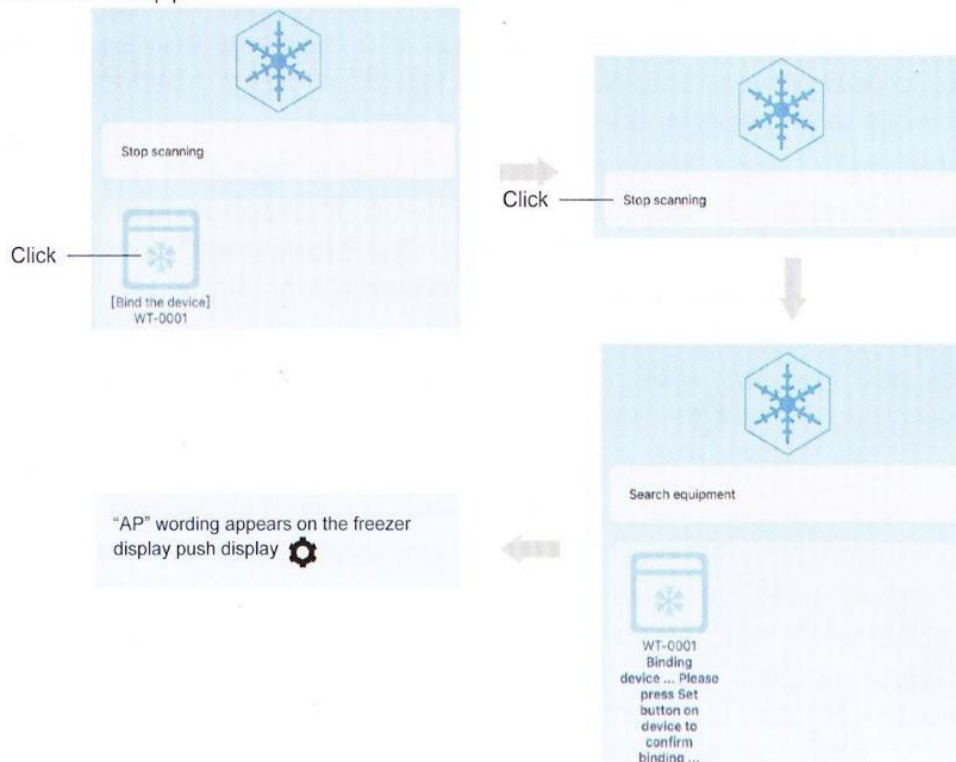 Stop scanning
Click
[Bind the device]
WT-0001
Click
Stop scanning
Search equipment
WT-0001
Binding
device ... Please
press Set
button on
device to
confirm
binding ...
"AP" wording appears on the freezer
display push display